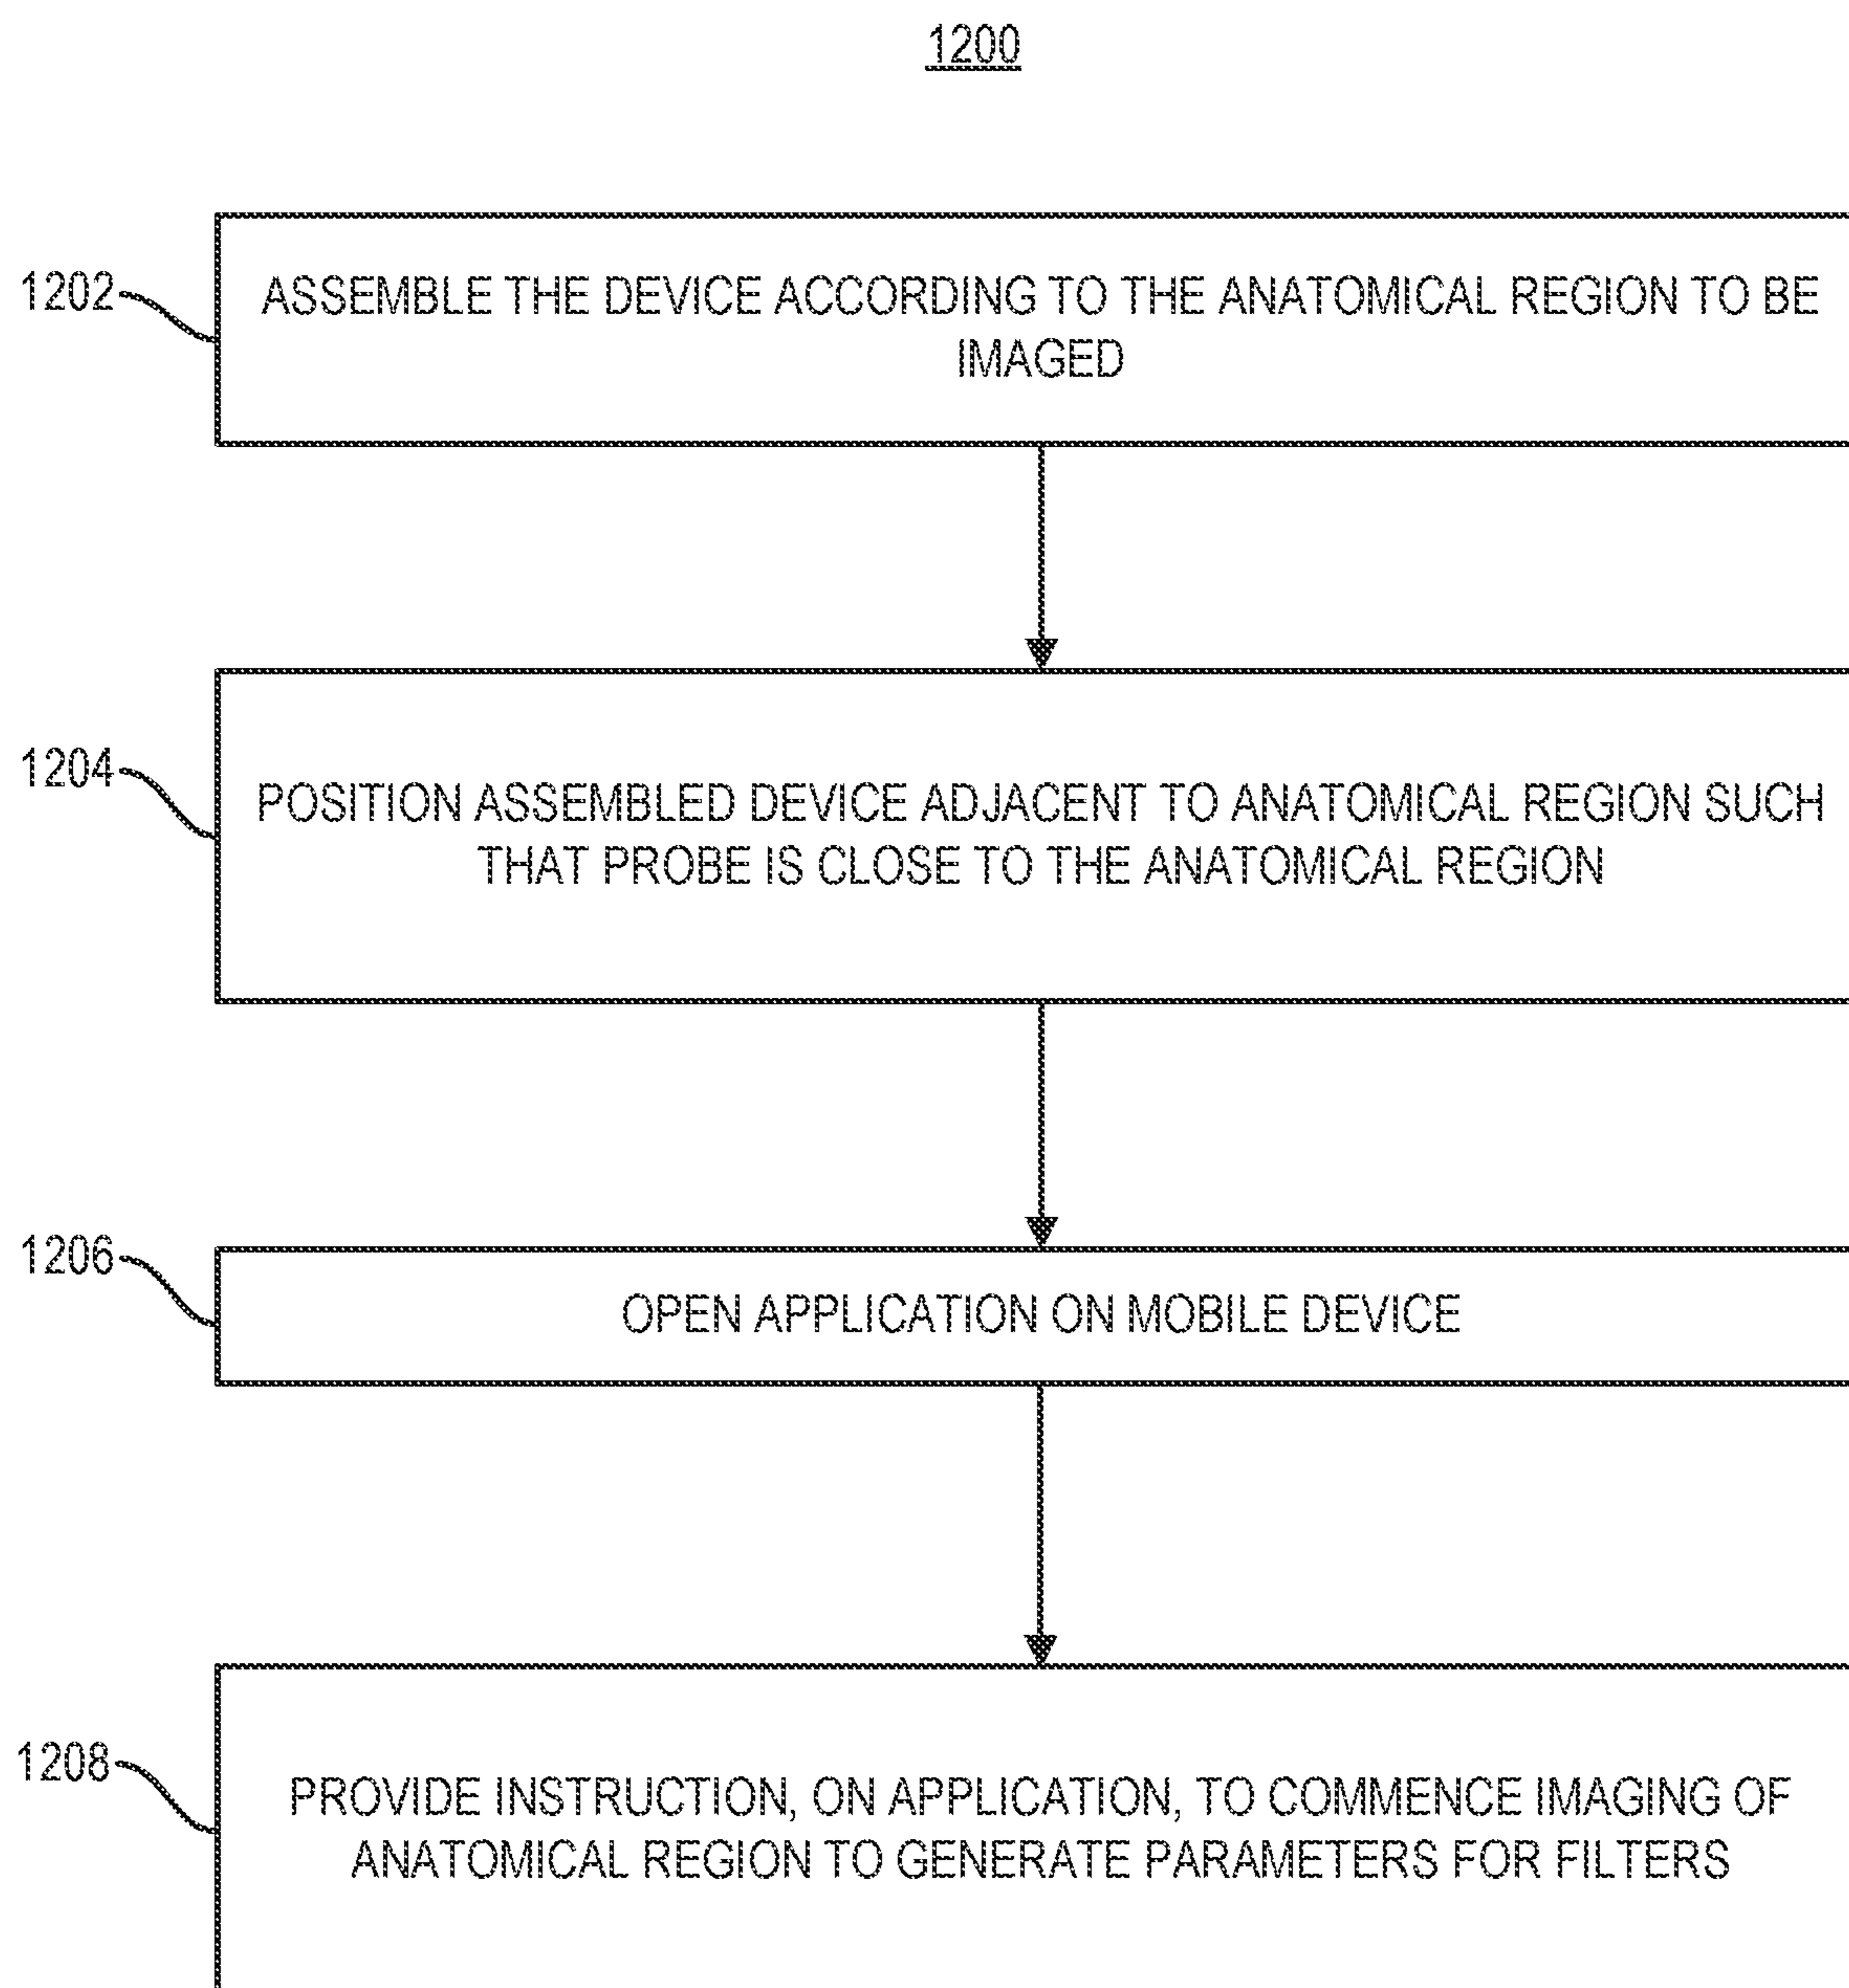 1200
1202
ASSEMBLE THE DEVICE ACCORDING TO THE ANATOMICAL REGION TO BE
IMAGED
1204
POSITION ASSEMBLED DEVICE ADJACENT TO ANATOMICAL REGION SUCH
THAT PROBE IS CLOSE TO THE ANATOMICAL REGION
1206
OPEN APPLICATION ON MOBILE DEVICE
1208
PROVIDE INSTRUCTION, ON APPLICATION, TO COMMENCE IMAGING OF
ANATOMICAL REGION TO GENERATE PARAMETERS FOR FILTERS